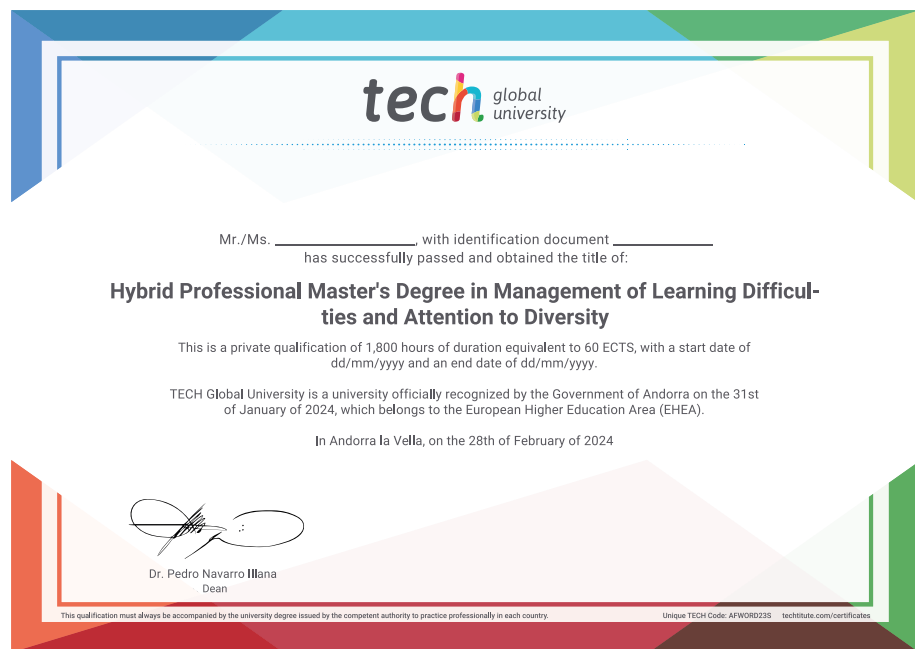 tech global university
Mr./Ms. ____________, with identification document ____________
has successfully passed and obtained the title of:
Hybrid Professional Master's Degree in Management of Learning Difficul-
ties and Attention to Diversity
This is a private qualification of 1,800 hours of duration equivalent to 60 ECTS, with a start date of
dd/mm/yyyy and an end date of dd/mm/yyyy.
TECH Global University is a university officially recognized by the Government of Andorra on the 31st
of January of 2024, which belongs to the European Higher Education Area (EHEA).
In Andorra la Vella, on the 28th of February of 2024
Dr. Pedro Navarro Illana
Dean
This qualification must always be accompanied by the university degree issued by the competent authority to practice professionally in each country.
Unique TECH Code: AFWORD23S techtitute.com/certificates